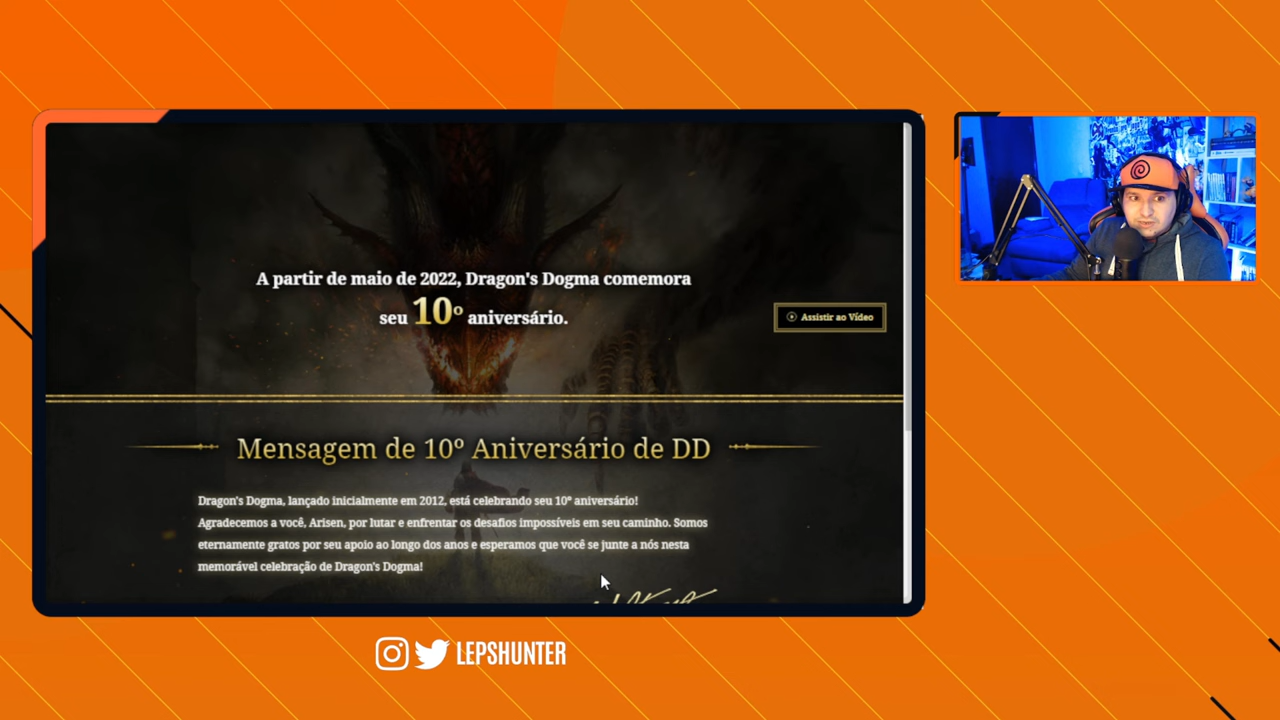 A partir de maio de 2022, Dragon's Dogma comemora
seu 10º aniversário.
Assistir ao Vídeo
Mensagem de 10º Aniversário de DD
Dragon's Dogma, lançado inicialmente em 2012, está celebrando seu 10º aniversário!
Agradecemos a você, Arisen, por lutar e enfrentar os desafios impossíveis em seu caminho. Somos
eternamente gratos por seu apoio ao longo dos anos e esperamos que você se junte a nós nesta
memorável celebração de Dragon's Dogma!
LEPSHUNTER